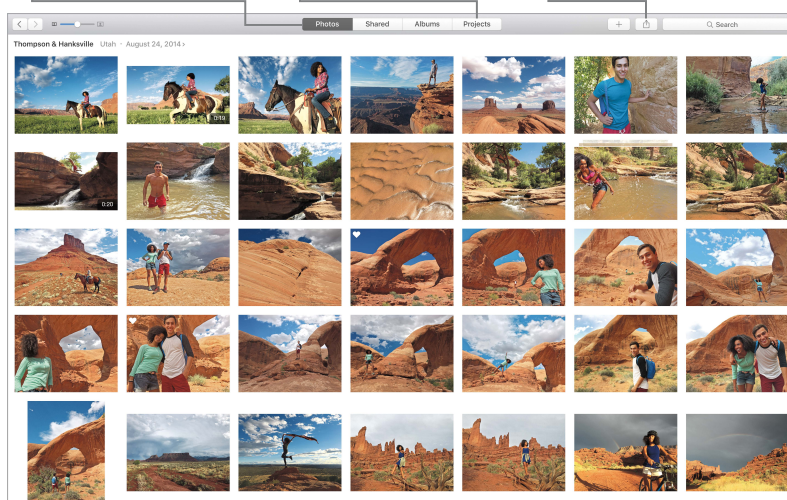 Photos Shared Albums Projects Search
Thompson & Hanksville Utah · August 24, 2014 >
0:19
0:20